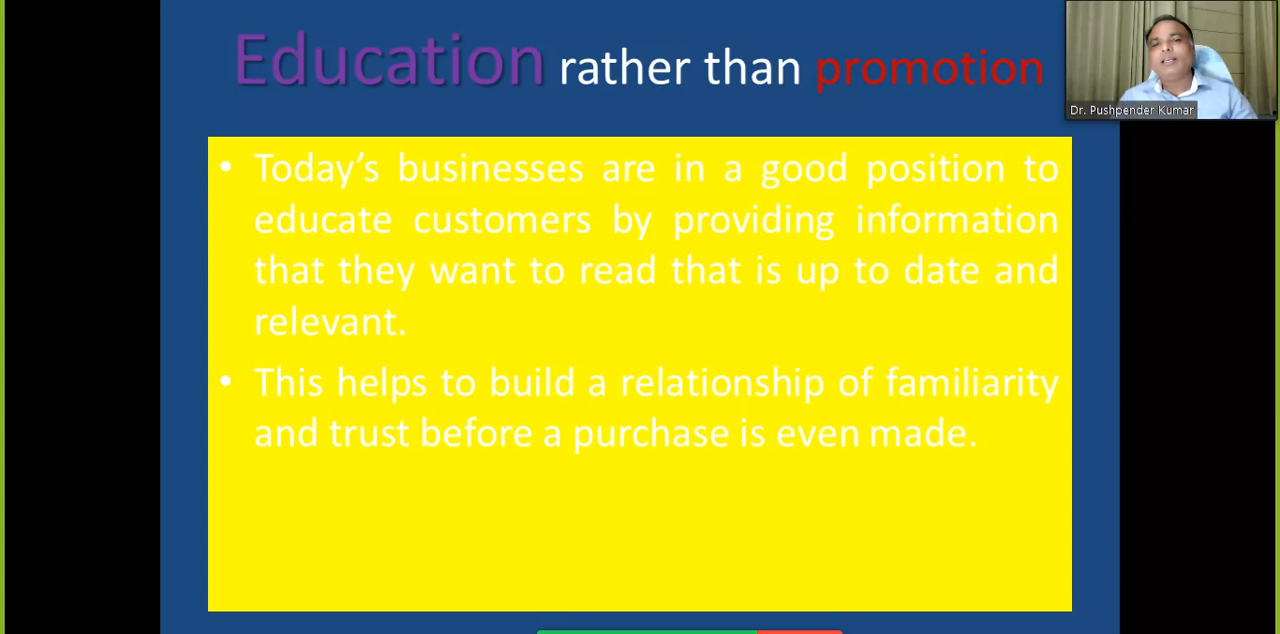 Education rather than promotion
Dr. Pushpender Kumar
• Today's businesses are in a good position to
educate customers by providing information
that they want to read that is up to date and
relevant.
• This helps to build a relationship of familiarity
and trust before a purchase is even made.